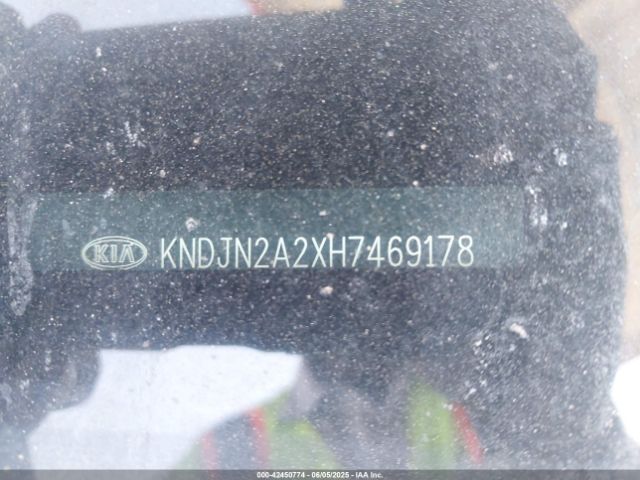 KIA KNDJN2A2XH7469178
000-42450774 - 06/05/2025 - IAA Inc.